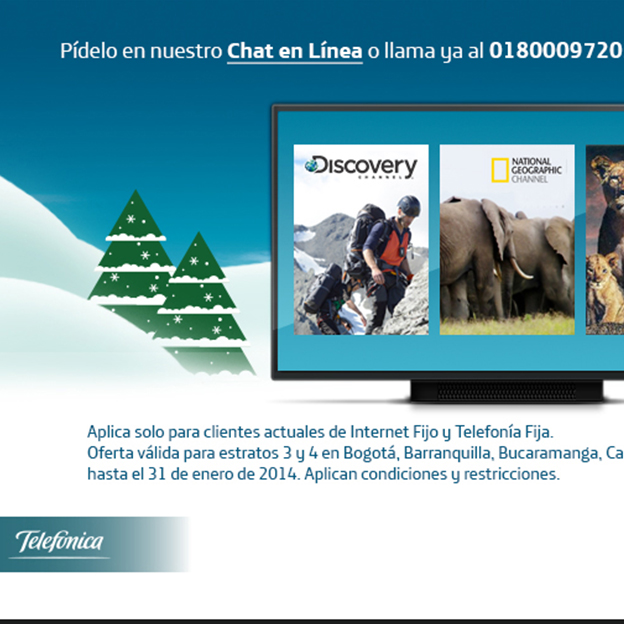 Pídelo en nuestro Chat en Línea o llama ya al 0180009720
Discovery
CHANNEL
NATIONAL
GEOGRAPHIC
CHANNEL
Aplica solo para clientes actuales de Internet Fijo y Telefonía Fija.
Oferta válida para estratos 3 y 4 en Bogotá, Barranquilla, Bucaramanga, Ca
hasta el 31 de enero de 2014. Aplican condiciones y restricciones.
Telefónica